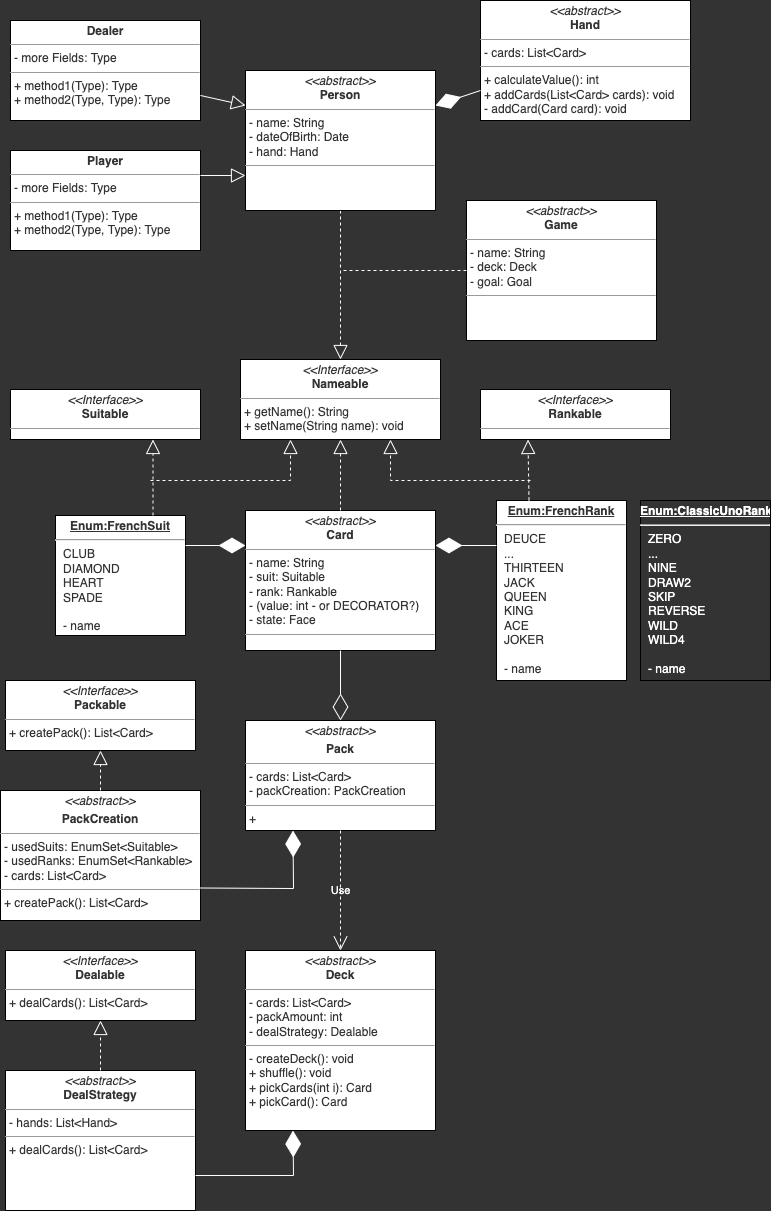 Dealer
- more Fields: Type
+ method1(Type): Type
+ method2(Type, Type): Type
<<abstract>>
Hand
- cards: List<Card>
+ calculateValue(): int
+ addCards(List<Card> cards): void
- addCard(Card card): void
<<abstract>>
Person
- name: String
- dateOfBirth: Date
- hand: Hand
Player
- more Fields: Type
+ method1(Type): Type
+ method2(Type, Type): Type
<<abstract>>
Game
- name: String
- deck: Deck
- goal: Goal
<<Interface>>
Nameable
+ getName(): String
+ setName(String name): void
<<Interface>>
Suitable
<<Interface>>
Rankable
Enum:FrenchSuit
CLUB
DIAMOND
HEART
SPADE
- name
<<abstract>>
Card
- name: String
- suit: Suitable
- rank: Rankable
- (value: int - or DECORATOR?)
- state: Face
Enum:FrenchRank
DEUCE
...
THIRTEEN
JACK
QUEEN
KING
ACE
JOKER
- name
Enum:ClassicUnoRank
ZERO
...
NINE
DRAW2
SKIP
REVERSE
WILD
WILD4
- name
<<Interface>>
Packable
+ createPack(): List<Card>
<<abstract>>
Pack
- cards: List<Card>
- packCreation: PackCreation
+
<<abstract>>
PackCreation
- usedSuits: EnumSet<Suitable>
- usedRanks: EnumSet<Rankable>
- cards: List<Card>
+ createPack(): List<Card>
Use
<<Interface>>
Dealable
+ dealCards(): List<Card>
<<abstract>>
Deck
- cards: List<Card>
- packAmount: int
- dealStrategy: Dealable
- createDeck(): void
+ shuffle(): void
+ pickCards(int i): Card
+ pickCard(): Card
<<abstract>>
DealStrategy
- hands: List<Hand>
+ dealCards(): List<Card>